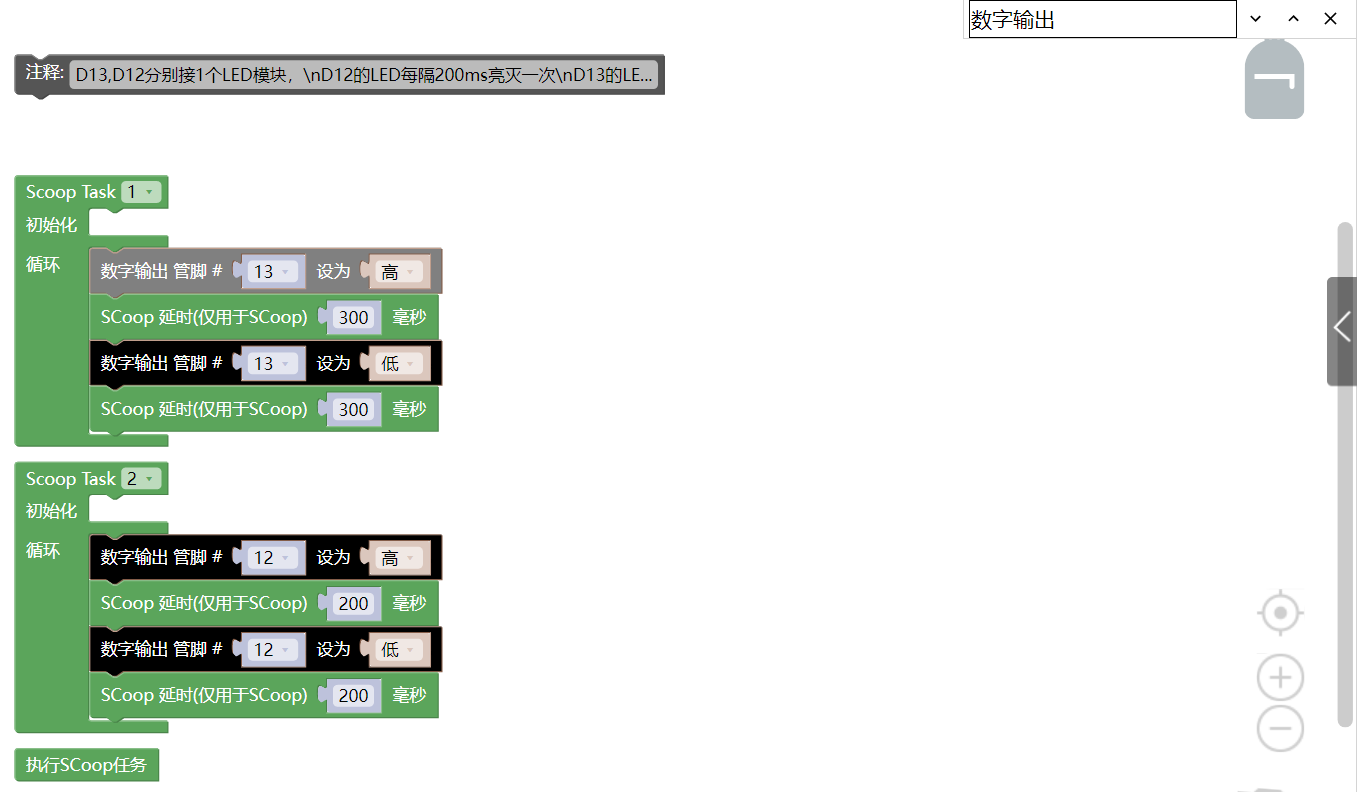 数字输出
注释: D13,D12分别接1个LED模块，\nD12的LED每隔200ms亮灭一次\nD13的LE...
Scoop Task 1
初始化
循环
数字输出 管脚 # 13 设为 高
SCoop 延时(仅用于SCoop) 300 毫秒
数字输出 管脚 # 13 设为 低
SCoop 延时(仅用于SCoop) 300 毫秒
Scoop Task 2
初始化
循环
数字输出 管脚 # 12 设为 高
SCoop 延时(仅用于SCoop) 200 毫秒
数字输出 管脚 # 12 设为 低
SCoop 延时(仅用于SCoop) 200 毫秒
执行SCoop任务